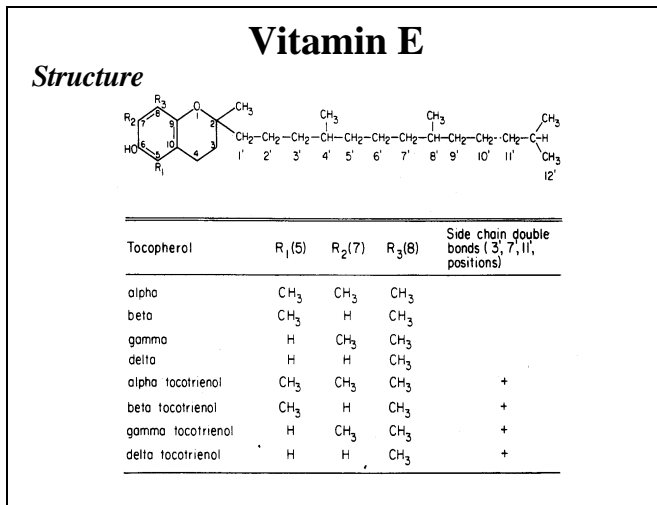 Vitamin E
Structure
R₃
8
R₂
7
9
O
1
2
CH₃
HO
6
10
3
5
4
R₁
CH₃
CH₃
CH₂-CH₂-CH₂-CH-CH₂-CH₂-CH₂-CH-CH₂-CH₂-CH₂-C-H
CH₃
CH₃
1' 2' 3' 4' 5' 6' 7' 8' 9' 10' 11'
12'
Tocopherol R₁(5) R₂(7) R₃(8) Side chain double
bonds (3', 7', 11',
positions)
alpha CH₃ CH₃ CH₃
beta CH₃ H CH₃
gamma H CH₃ CH₃
delta H H CH₃
alpha tocotrienol CH₃ CH₃ CH₃ +
beta tocotrienol CH₃ H CH₃ +
gamma tocotrienol H CH₃ CH₃ +
delta tocotrienol H H CH₃ +